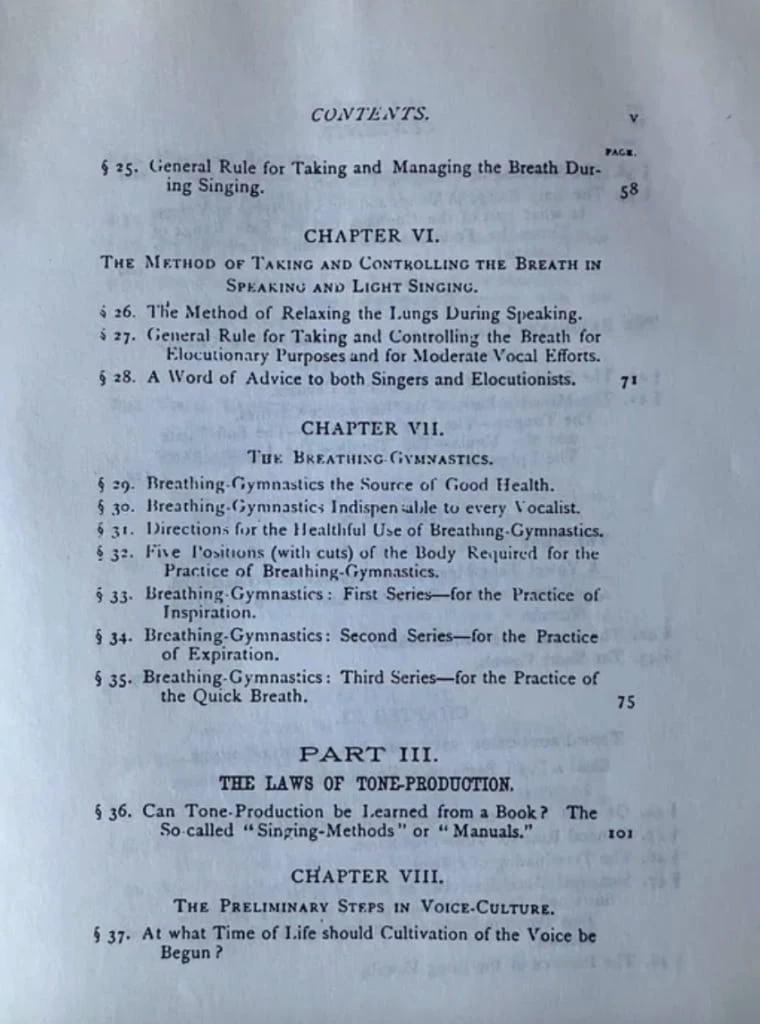 CONTENTS. v
PAGE.
§ 25. General Rule for Taking and Managing the Breath Dur-
ing Singing. 58
CHAPTER VI.
THE METHOD OF TAKING AND CONTROLLING THE BREATH IN
SPEAKING AND LIGHT SINGING.
§ 26. The Method of Relaxing the Lungs During Speaking.
§ 27. General Rule for Taking and Controlling the Breath for
Elocutionary Purposes and for Moderate Vocal Efforts.
§ 28. A Word of Advice to both Singers and Elocutionists. 71
CHAPTER VII.
THE BREATHING-GYMNASTICS.
§ 29. Breathing-Gymnastics the Source of Good Health.
§ 30. Breathing-Gymnastics Indispensable to every Vocalist.
§ 31. Directions for the Healthful Use of Breathing-Gymnastics.
§ 32. Five Positions (with cuts) of the Body Required for the
Practice of Breathing-Gymnastics.
§ 33. Breathing-Gymnastics: First Series—for the Practice of
Inspiration.
§ 34. Breathing-Gymnastics: Second Series—for the Practice
of Expiration.
§ 35. Breathing-Gymnastics: Third Series—for the Practice of
the Quick Breath. 75
PART III.
THE LAWS OF TONE-PRODUCTION.
§ 36. Can Tone-Production be Learned from a Book? The
So-called "Singing-Methods" or "Manuals." 101
CHAPTER VIII.
THE PRELIMINARY STEPS IN VOICE-CULTURE.
§ 37. At what Time of Life should Cultivation of the Voice be
Begun?